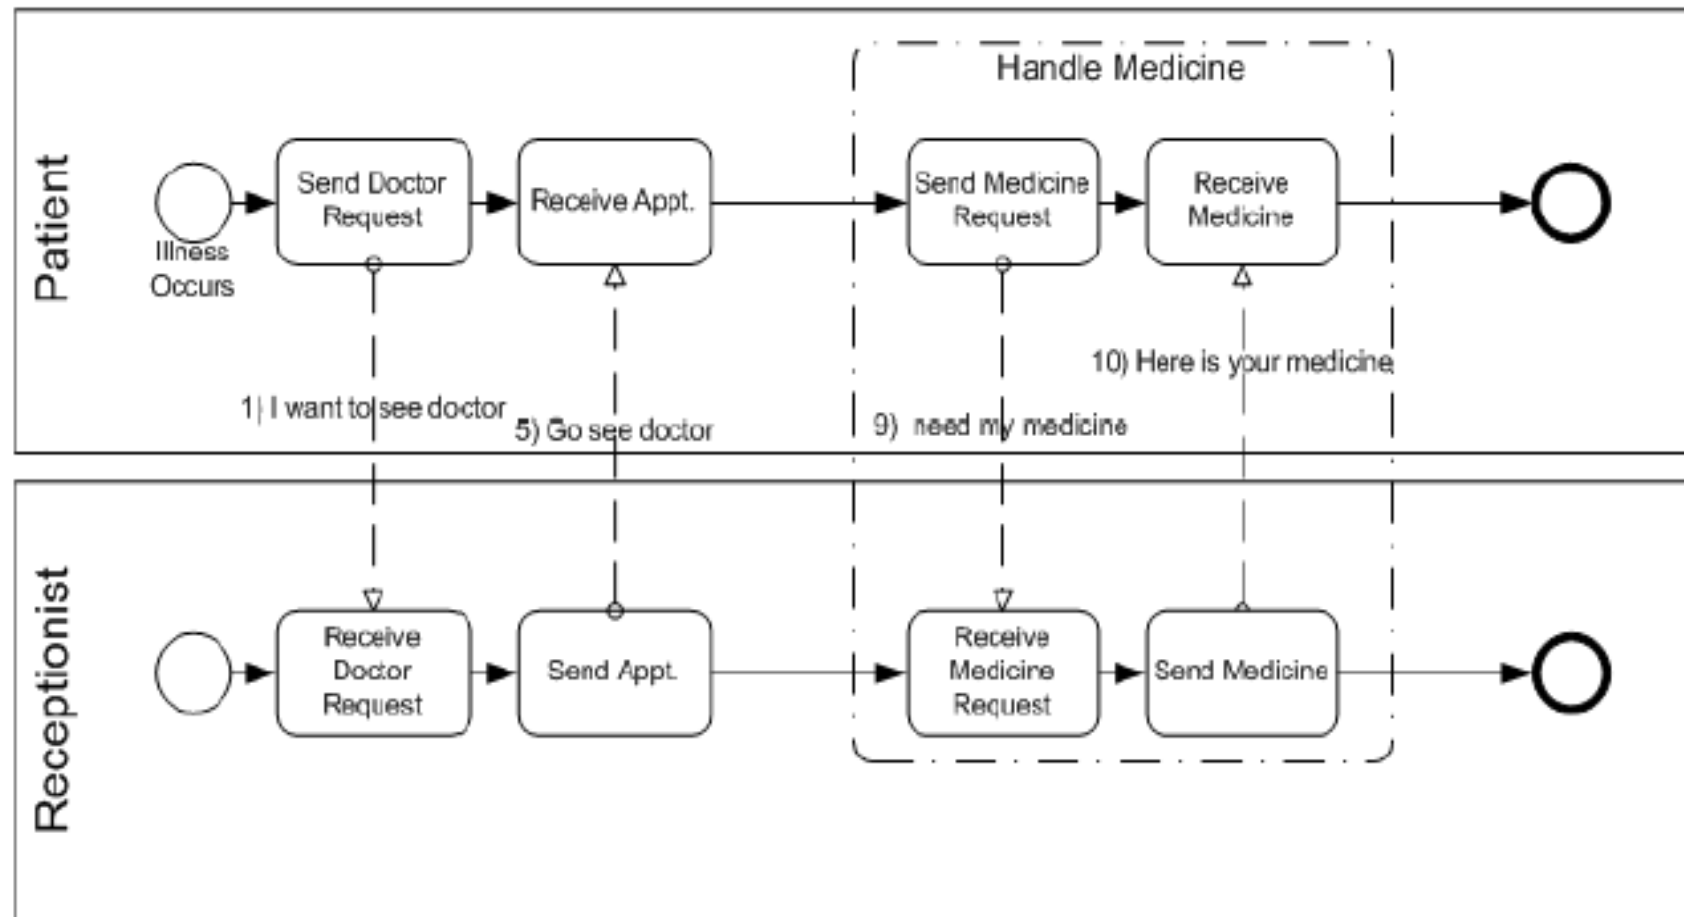 Patient
Handle Medicine
Illness
Occurs
Send Doctor
Request
Receive Appt.
Send Medicine
Request
Receive
Medicine
1) I want to see doctor
5) Go see doctor
9) need my medicine
10) Here is your medicine
Receptionist
Receive
Doctor
Request
Send Appt.
Receive
Medicine
Request
Send Medicine